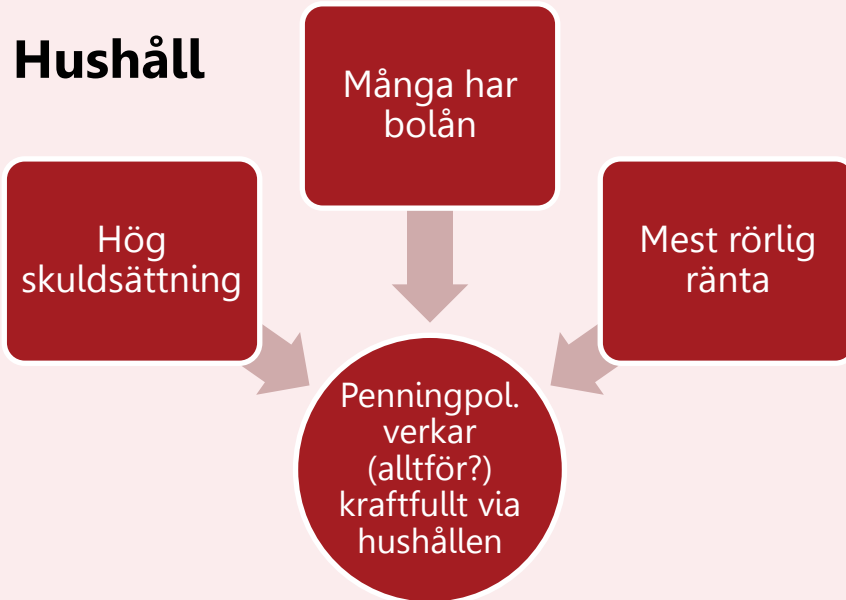 Hushåll
Många har
bolån
Hög
skuldsättning
Mest rörlig
ränta
Penningpol.
verkar
(alltför?)
kraftfullt via
hushållen